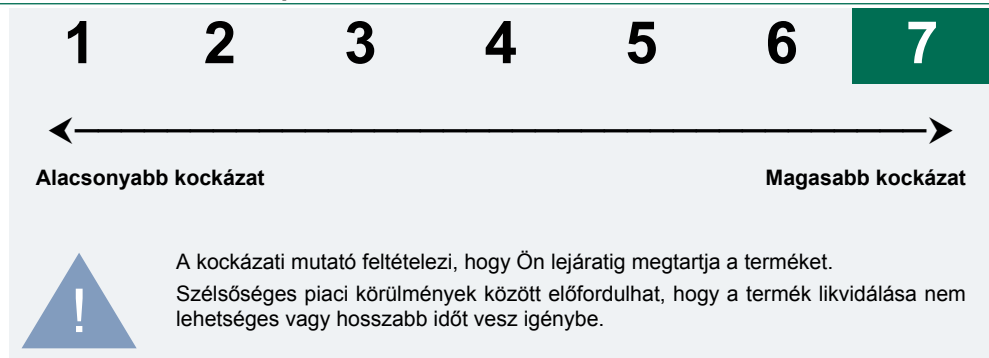 1 2 3 4 5 6 7
Alacsonyabb kockázat Magasabb kockázat
A kockázati mutató feltételezi, hogy Ön lejáratig megtartja a terméket.
Szélsőséges piaci körülmények között előfordulhat, hogy a termék likvidálása nem
lehetséges vagy hosszabb időt vesz igénybe.
!